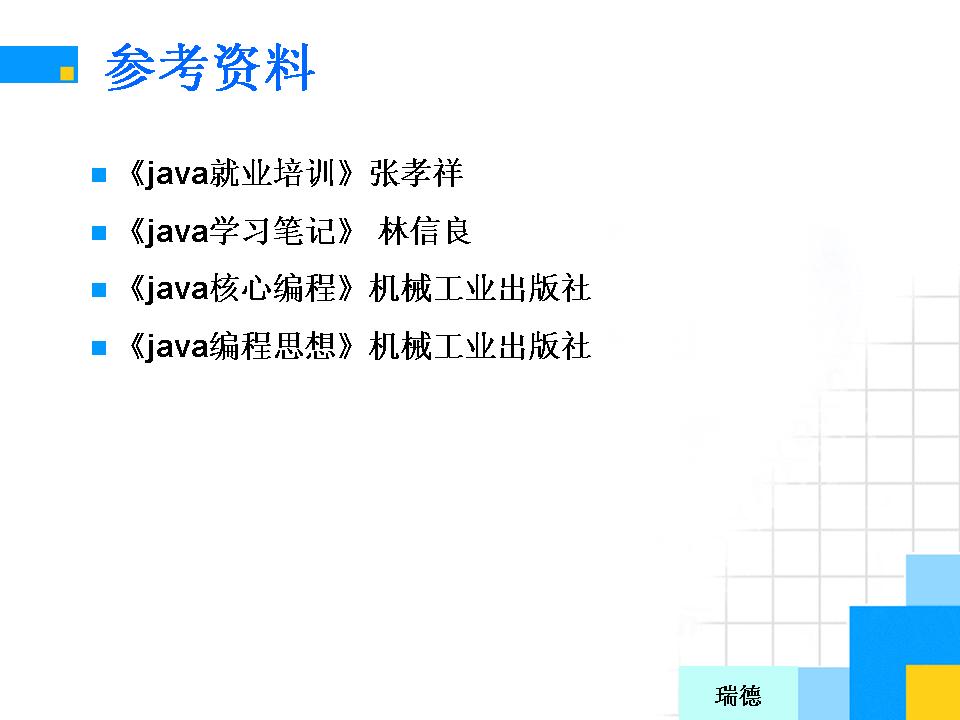 参考资料
《java就业培训》张孝祥
《java学习笔记》 林信良
《java核心编程》机械工业出版社
《java编程思想》机械工业出版社
瑞德